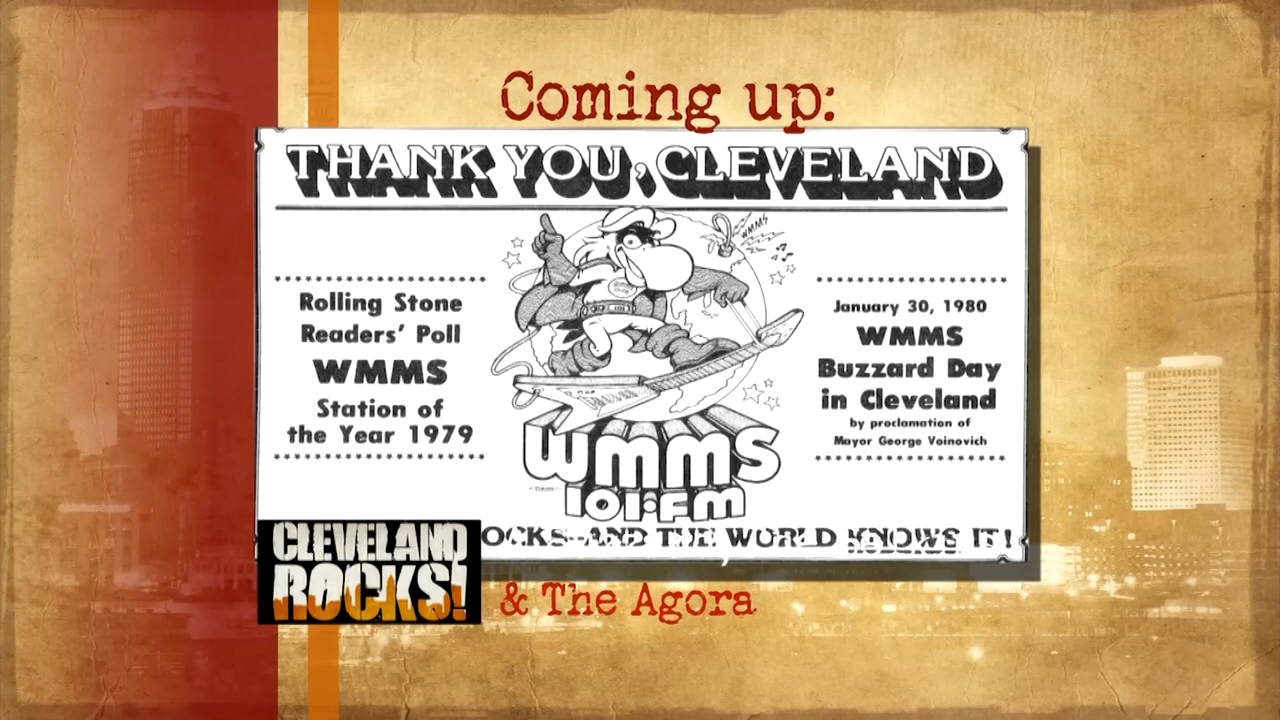 Coming up:
THANK YOU, CLEVELAND
WMMS
Rolling Stone
Readers' Poll
WMMS
Station of
the Year 1979
January 30, 1980
WMMS
Buzzard Day
in Cleveland
by proclamation of
Mayor George Voinovich
WMMS
101·FM
OCKS—AND THE WORLD KNOWS IT!
CLEVELAND
ROCKS!
& The Agora